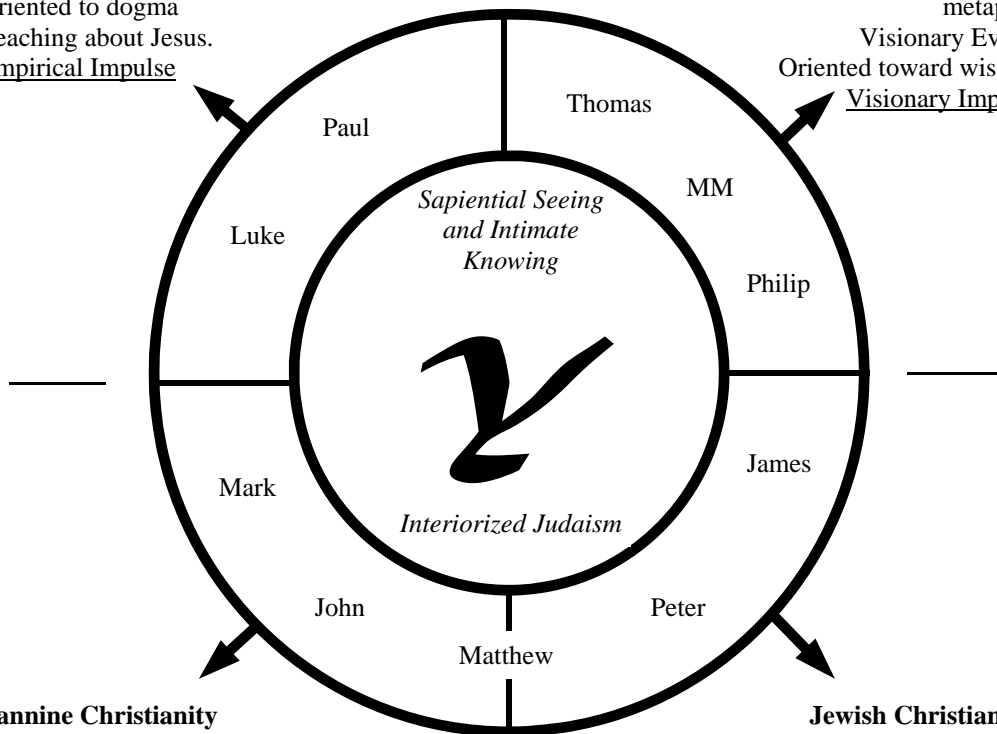 riented to dogma
eaching about Jesus.
mpirical Impulse
metap
Visionary Ev
Oriented toward wis
Visionary Imp
Paul
Thomas
MM
Luke
Philip
Sapiential Seeing
and Intimate
Knowing
Mark
James
Interiorized Judaism
John
Peter
Matthew
annine Christianity
Jewish Christian